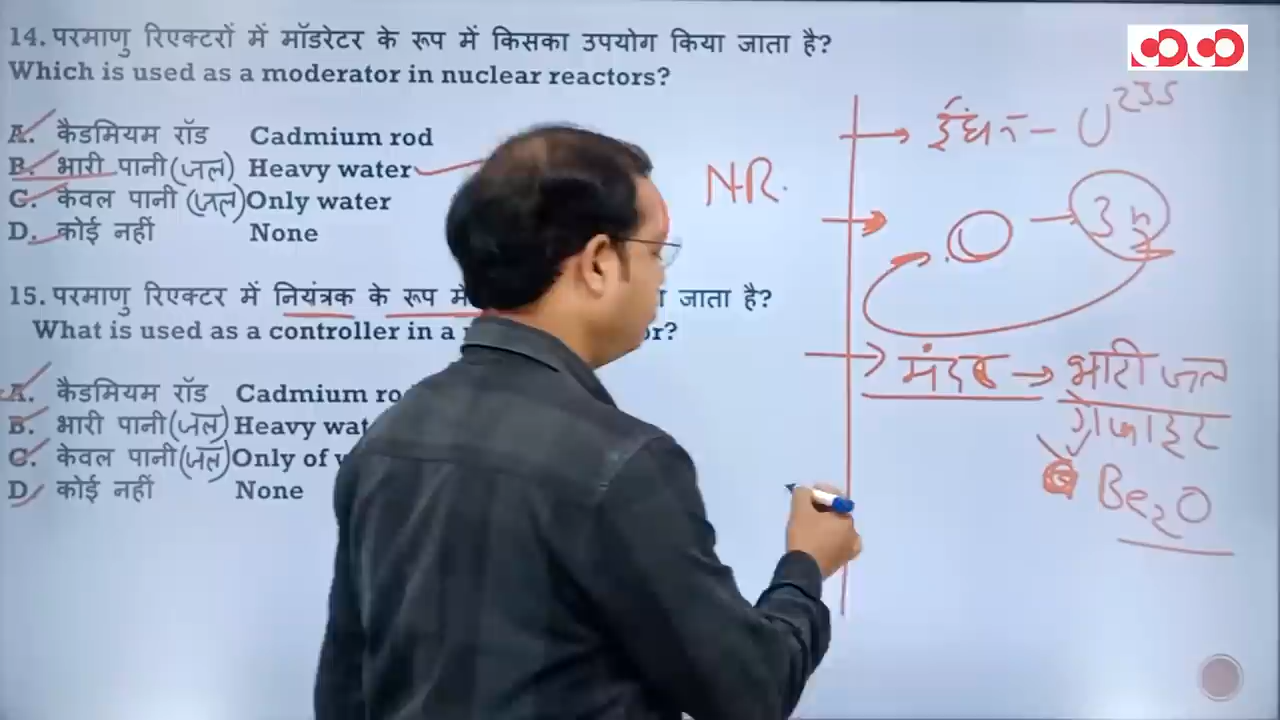 14. परमाणु रिएक्टरों में मॉडरेटर के रूप में किसका उपयोग किया जाता है?
Which is used as a moderator in nuclear reactors?
A. कैडमियम रॉड Cadmium rod
B. भारी पानी (जल) Heavy water
C. केवल पानी (जल) Only water
D. कोई नहीं None
15. परमाणु रिएक्टर में नियंत्रक के रूप में जाता है?
What is used as a controller in a
A. कैडमियम रॉड Cadmium
B. भारी पानी (जल) Heavy
C. केवल पानी (जल) Only of
D. कोई नहीं None
ईंधन - U235
N.R.
U → 3n
मंदक → भारी जल
ग्रेफाइट
Be2O